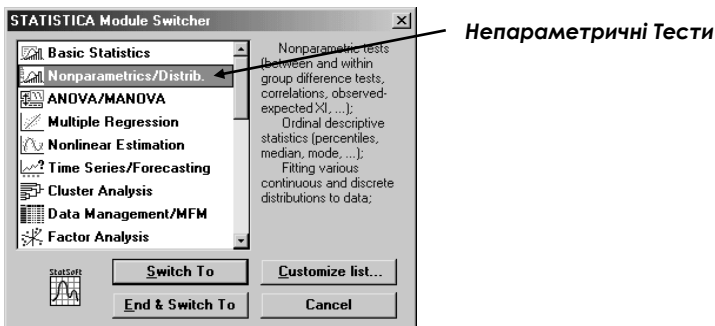 STATISTICA Module Switcher
Непараметричні Тести
Basic Statistics
Nonparametrics/Distrib.
ANOVA/MANOVA
Multiple Regression
Nonlinear Estimation
Time Series/Forecasting
Cluster Analysis
Data Management/MFM
Factor Analysis
Nonparametric tests
(between and within
group difference tests,
correlations, observed-
expected XI, ...);
Ordinal descriptive
statistics (percentiles,
median, mode, ...);
Fitting various
continuous and discrete
distributions to data;
StatSoft
Switch To
Customize list...
End & Switch To
Cancel